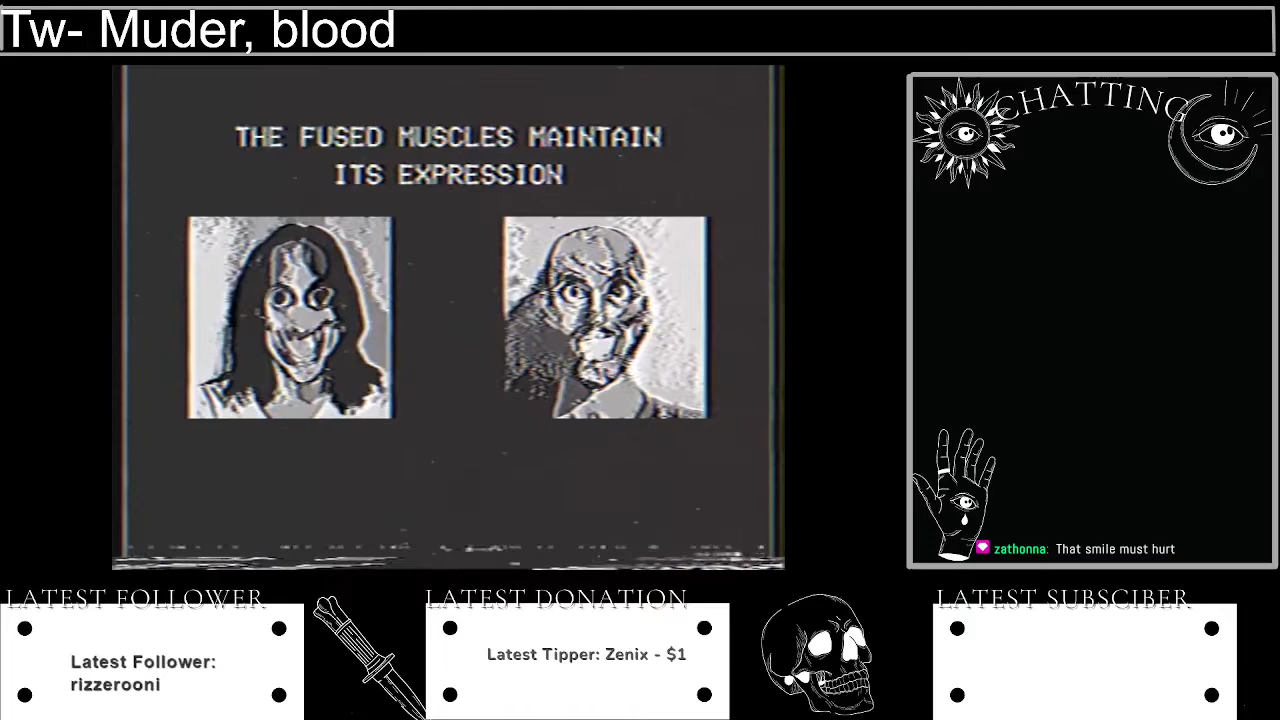 Tw- Muder, blood
THE FUSED MUSCLES MAINTAIN
ITS EXPRESSION
CHATTING
zathonna: That smile must hurt
LATEST FOLLOWER
Latest Follower:
rizzerooni
LATEST DONATION
Latest Tipper: Zenix - $1
LATEST SUBSCIBER